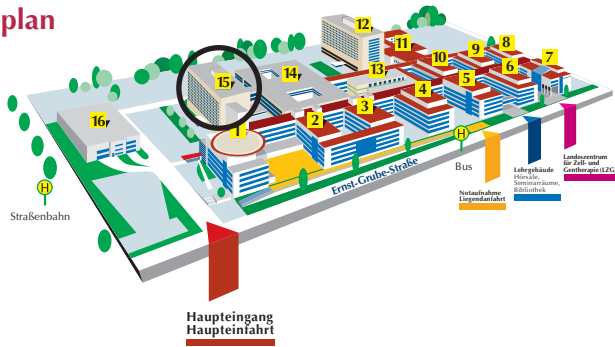 plan
12
11
10
9
8
7
6
5
13
14
15
4
3
2
1
16
H
Straßenbahn
H
Bus
Ernst-Grube-Straße
Notaufnahme
Liegendanfahrt
Lehrgebäude
Hörsäle,
Seminarräume,
Bibliothek
Landeszentrum
für Zell- und
Gentherapie (LZG)
Haupteingang
Haupteinfahrt